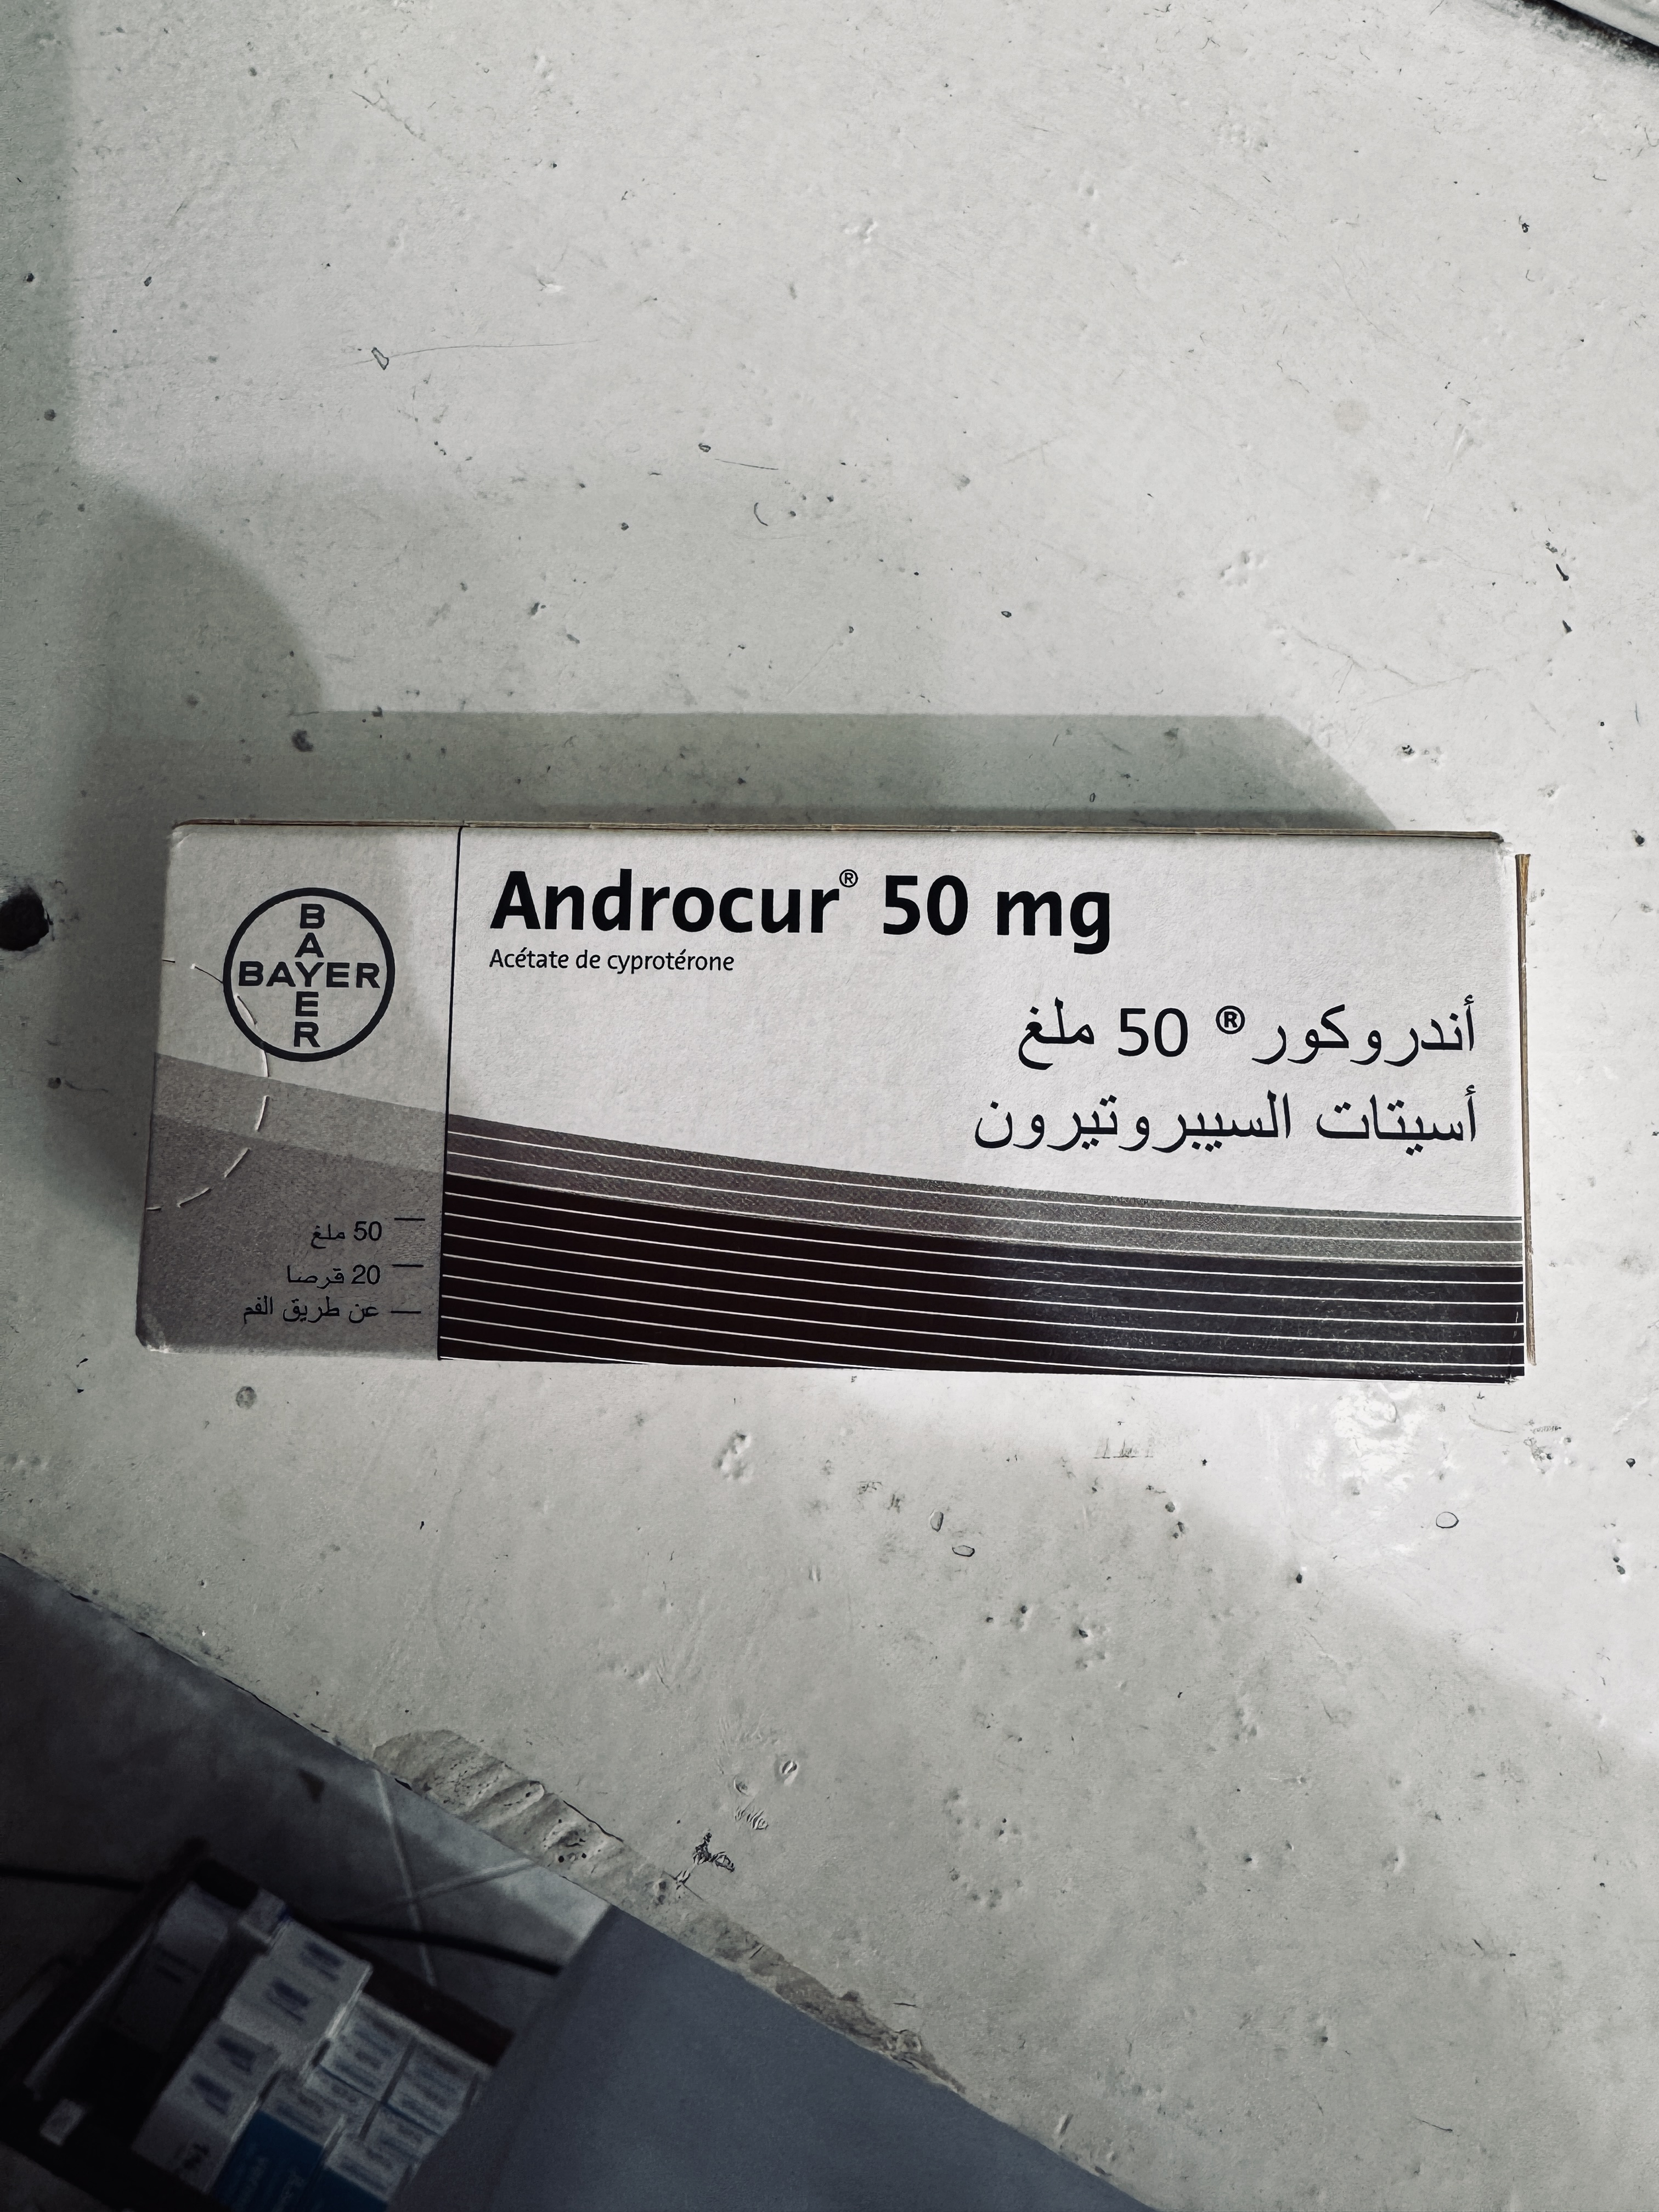 BAYER
BAYER
Androcur® 50 mg
Acétate de cyprotérone
أندروكور ® 50 ملغ
أسيتات السيبروتيرون
50 ملغ
20 قرصا
عن طريق الفم